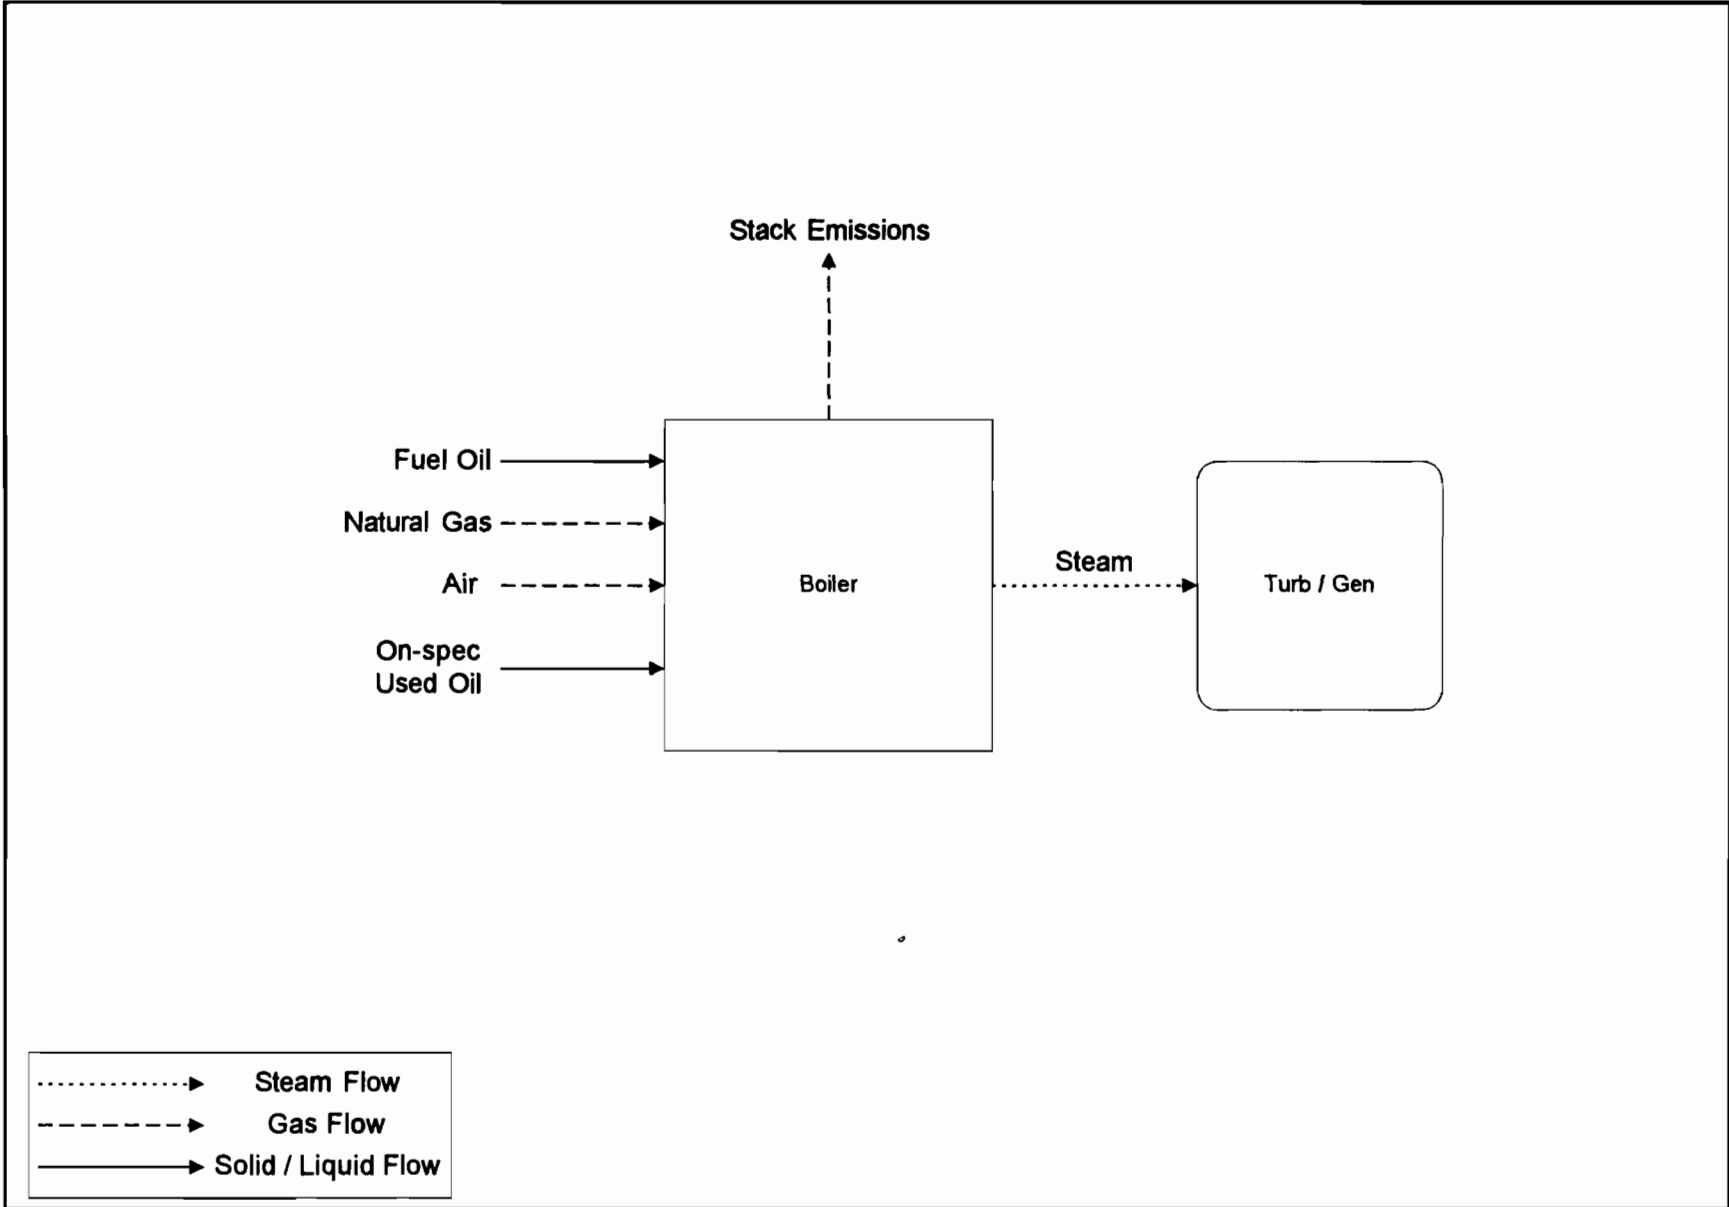 Stack Emissions
Fuel Oil
Natural Gas
Air
On-spec
Used Oil
Boiler
Steam
Turb / Gen
Steam Flow
Gas Flow
Solid / Liquid Flow